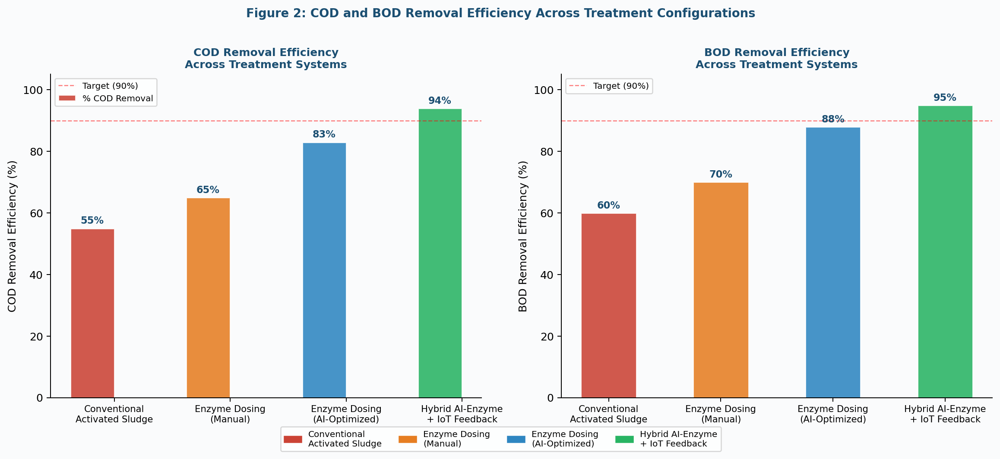 Figure 2: COD and BOD Removal Efficiency Across Treatment Configurations
COD Removal Efficiency
Across Treatment Systems
Target (90%)
% COD Removal
COD Removal Efficiency (%)
100
80
60
40
20
0
55%
65%
83%
94%
Conventional
Activated Sludge
Enzyme Dosing
(Manual)
Enzyme Dosing
(AI-Optimized)
Hybrid AI-Enzyme
+ IoT Feedback
BOD Removal Efficiency
Across Treatment Systems
Target (90%)
BOD Removal Efficiency (%)
100
80
60
40
20
0
60%
70%
88%
95%
Conventional
Activated Sludge
Enzyme Dosing
(Manual)
Enzyme Dosing
(AI-Optimized)
Hybrid AI-Enzyme
+ IoT Feedback
Conventional
Activated Sludge
Enzyme Dosing
(Manual)
Enzyme Dosing
(AI-Optimized)
Hybrid AI-Enzyme
+ IoT Feedback